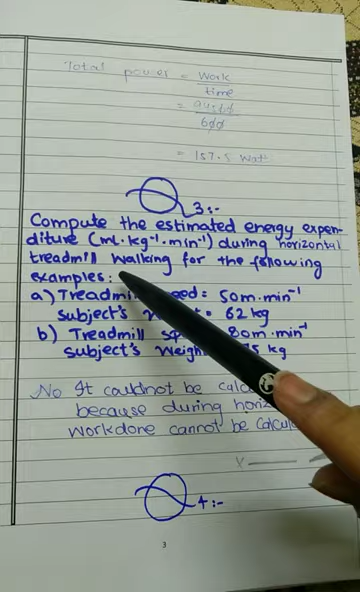 Total power = Work
time
= 94500
600
= 157.5 Watt
Q3:-
Compute the estimated energy expen-
diture (ml·kg⁻¹·min⁻¹) during horizontal
treadmill walking for the following
examples:
a) Treadmi eed = 50m·min⁻¹
subject's w = 62 kg
b) Treadmill sp 80m·min⁻¹
subject's weigh 75 kg
No It couldnot be calc
because during hori
workdone cannot be calcu
Q4:-
3